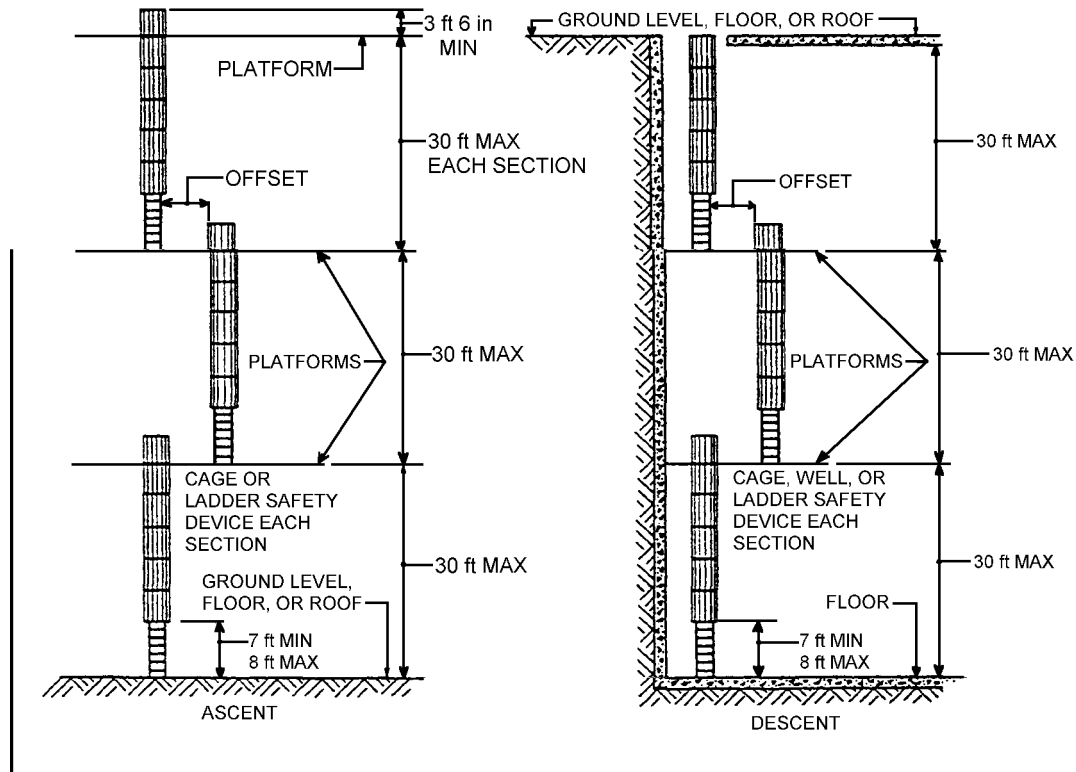 3 ft 6 in
MIN
PLATFORM
30 ft MAX
EACH SECTION
OFFSET
PLATFORMS
30 ft MAX
CAGE OR
LADDER SAFETY
DEVICE EACH
SECTION
30 ft MAX
GROUND LEVEL,
FLOOR, OR ROOF
7 ft MIN
8 ft MAX
ASCENT
GROUND LEVEL, FLOOR, OR ROOF
30 ft MAX
OFFSET
PLATFORMS
30 ft MAX
CAGE, WELL, OR
LADDER SAFETY
DEVICE EACH
SECTION
30 ft MAX
FLOOR
7 ft MIN
8 ft MAX
DESCENT